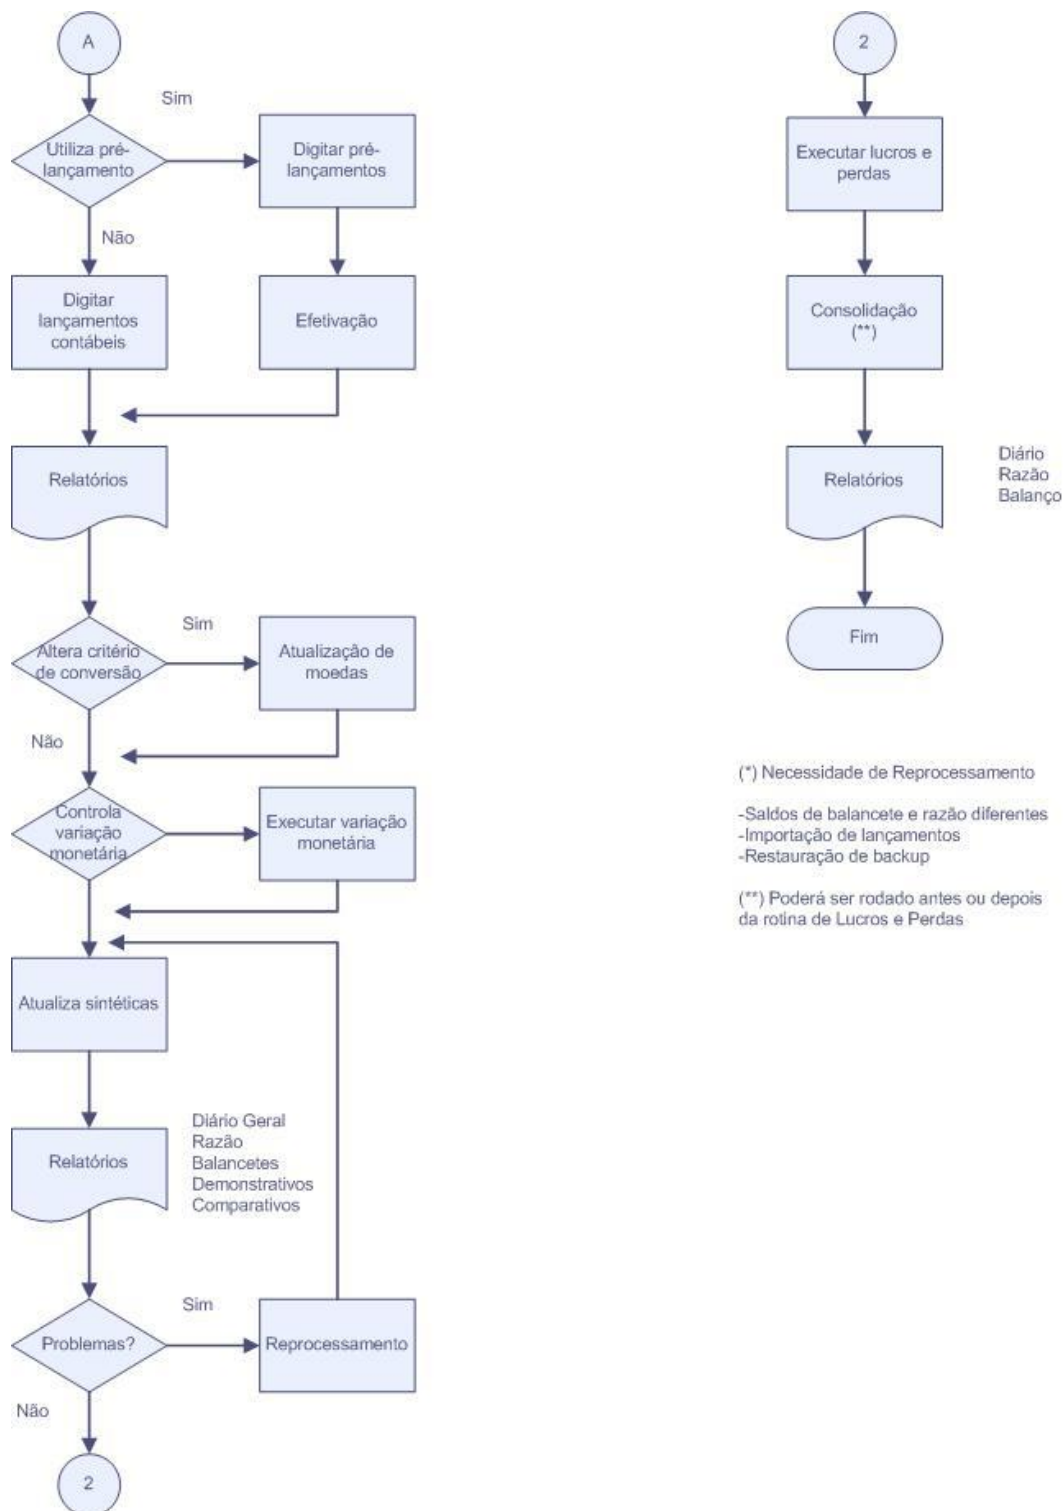 A
Sim
Utiliza pré-
lançamento
Digitar pré-
lançamentos
Não
Digitar
lançamentos
contábeis
Efetivação
Relatórios
Sim
Altera critério
de conversão
Atualização de
moedas
Não
Controla
variação
monetária
Executar variação
monetária
Atualiza sintéticas
Relatórios
Diário Geral
Razão
Balancetes
Demonstrativos
Comparativos
Sim
Problemas?
Reprocessamento
Não
2
2
Executar lucros e
perdas
Consolidação
(**)
Relatórios
Diário
Razão
Balanço
Fim
(*) Necessidade de Reprocessamento
-Saldos de balancete e razão diferentes
-Importação de lançamentos
-Restauração de backup
(**) Poderá ser rodado antes ou depois
da rotina de Lucros e Perdas